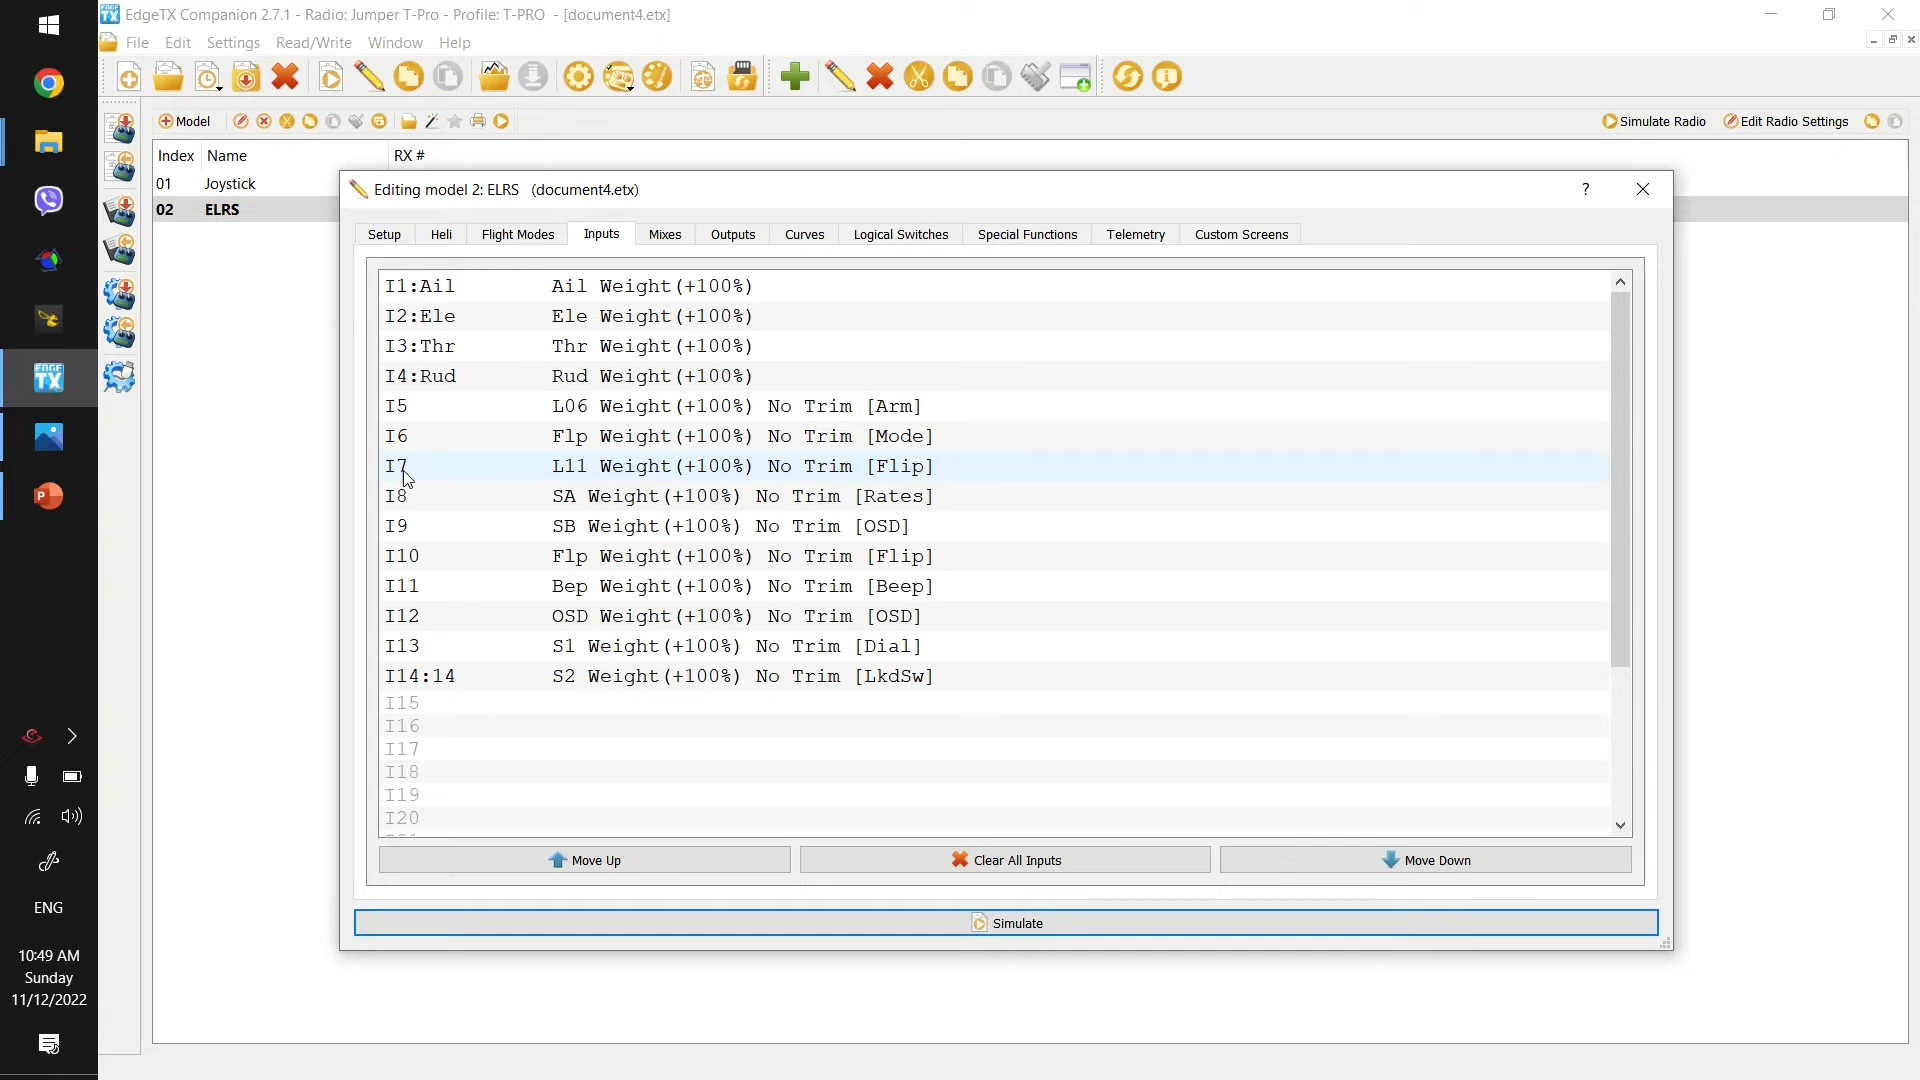 EdgeTX Companion 2.7.1 - Radio: Jumper T-Pro - Profile: T-PRO - [document4.etx]
File Edit Settings Read/Write Window Help
Model
Simulate Radio Edit Radio Settings
Index Name RX #
01 Joystick
02 ELRS
Editing model 2: ELRS (document4.etx)
Setup Heli Flight Modes Inputs Mixes Outputs Curves Logical Switches Special Functions Telemetry Custom Screens
I1:Ail Ail Weight(+100%)
I2:Ele Ele Weight(+100%)
I3:Thr Thr Weight(+100%)
I4:Rud Rud Weight(+100%)
I5 L06 Weight(+100%) No Trim [Arm]
I6 Flp Weight(+100%) No Trim [Mode]
I7 L11 Weight(+100%) No Trim [Flip]
I8 SA Weight(+100%) No Trim [Rates]
I9 SB Weight(+100%) No Trim [OSD]
I10 Flp Weight(+100%) No Trim [Flip]
I11 Bep Weight(+100%) No Trim [Beep]
I12 OSD Weight(+100%) No Trim [OSD]
I13 S1 Weight(+100%) No Trim [Dial]
I14:14 S2 Weight(+100%) No Trim [LkdSw]
I15
I16
I17
I18
I19
I20
Move Up Clear All Inputs Move Down
Simulate
EDGE
TX
ENG
10:49 AM
Sunday
11/12/2022